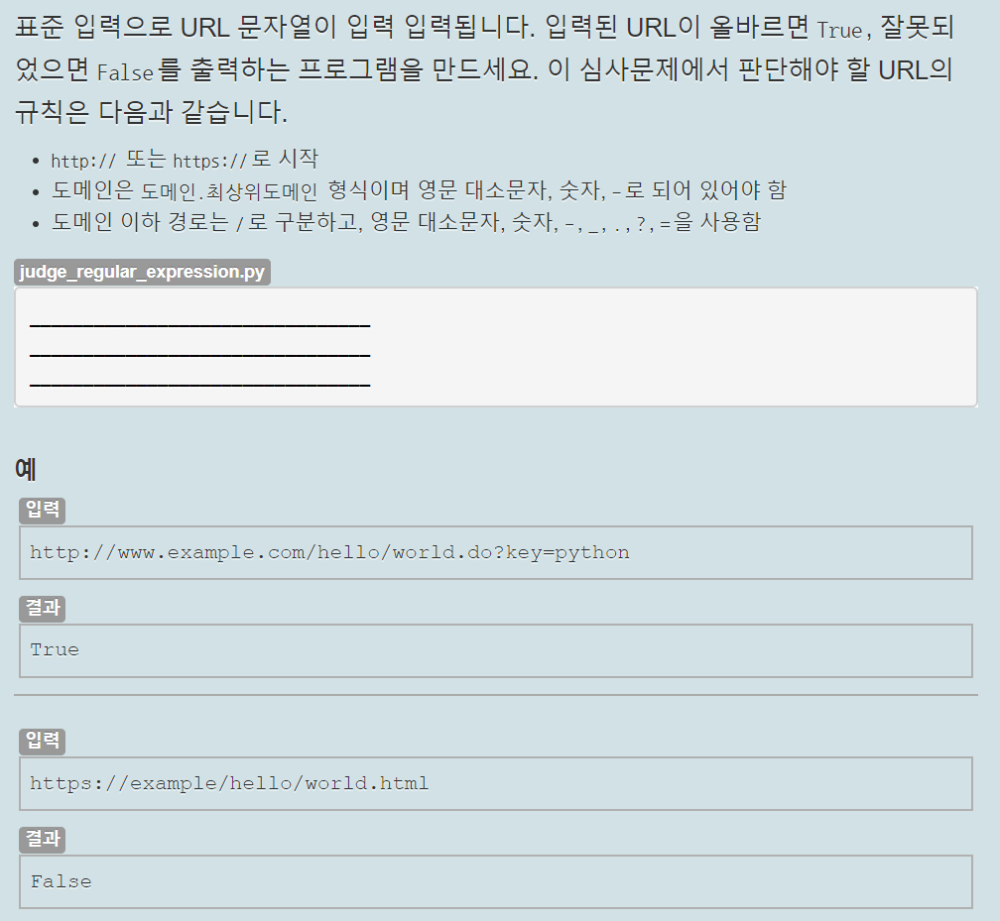 표준 입력으로 URL 문자열이 입력 입력됩니다. 입력된 URL이 올바르면 True, 잘못되
었으면 False를 출력하는 프로그램을 만드세요. 이 심사문제에서 판단해야 할 URL의
규칙은 다음과 같습니다.
• http:// 또는 https://로 시작
• 도메인은 도메인.최상위도메인 형식이며 영문 대소문자, 숫자, -로 되어 있어야 함
• 도메인 이하 경로는 /로 구분하고, 영문 대소문자, 숫자, -, _, ., ?, =을 사용함
judge_regular_expression.py
________________________________
________________________________
________________________________
예
입력
http://www.example.com/hello/world.do?key=python
결과
True
입력
https://example/hello/world.html
결과
False